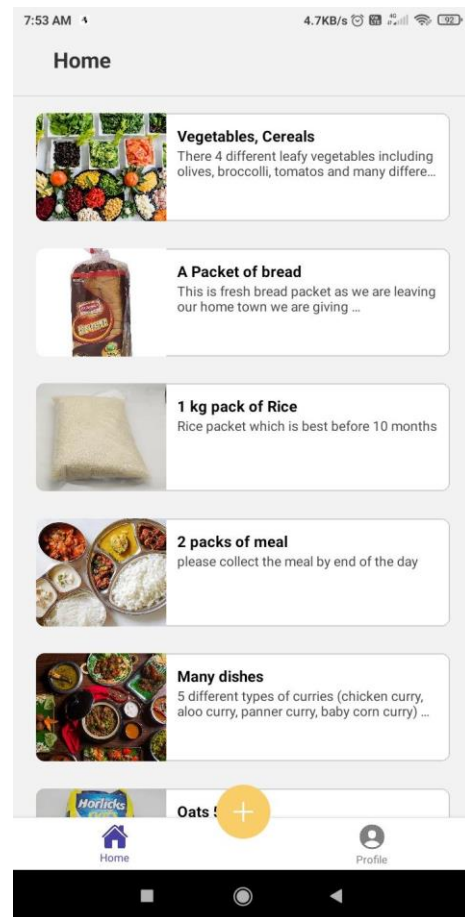 7:53 AM
4.7KB/s 4G 92
Home
Vegetables, Cereals
There 4 different leafy vegetables including
olives, broccolli, tomatos and many differe...
A Packet of bread
This is fresh bread packet as we are leaving
our home town we are giving ...
1 kg pack of Rice
Rice packet which is best before 10 months
2 packs of meal
please collect the meal by end of the day
Many dishes
5 different types of curries (chicken curry,
aloo curry, panner curry, baby corn curry) ...
Horlicks
Oats
Home
Profile